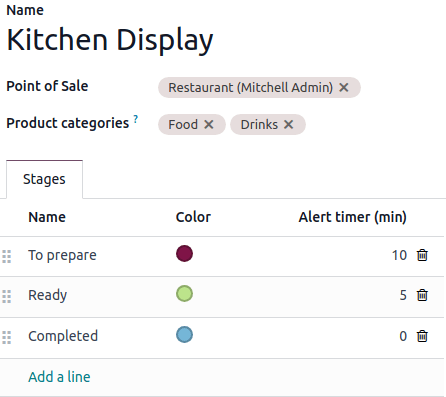 Name
Kitchen Display
Point of Sale Restaurant (Mitchell Admin) ×
Product categories ? Food × Drinks ×
Stages
Name Color Alert timer (min)
To prepare 10
Ready 5
Completed 0
Add a line